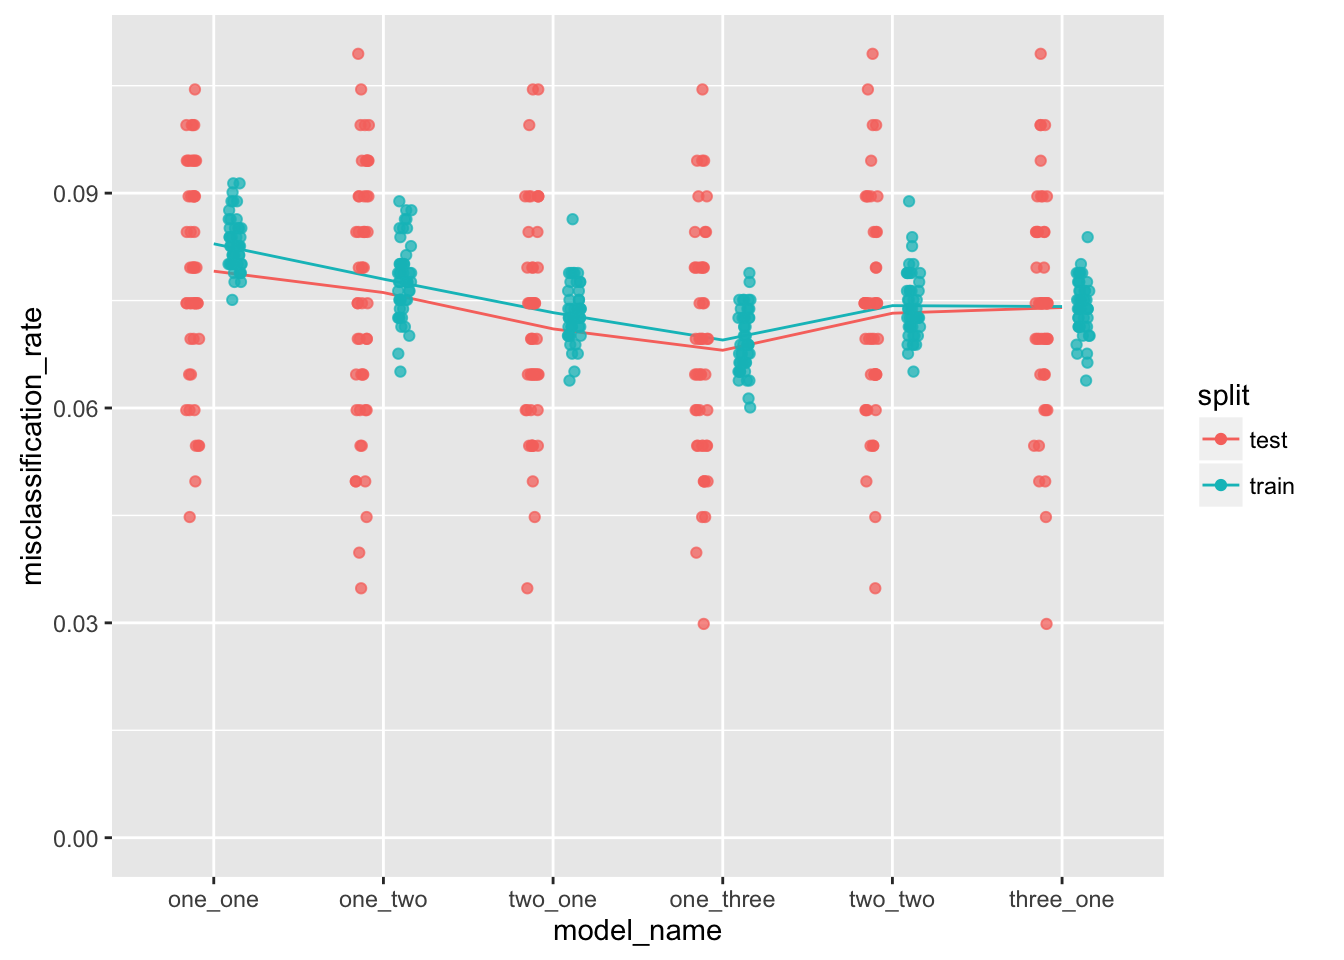 misclassification_rate
0.09
0.06
0.03
0.00
one_one one_two two_one one_three two_two three_one
model_name
split
test
train